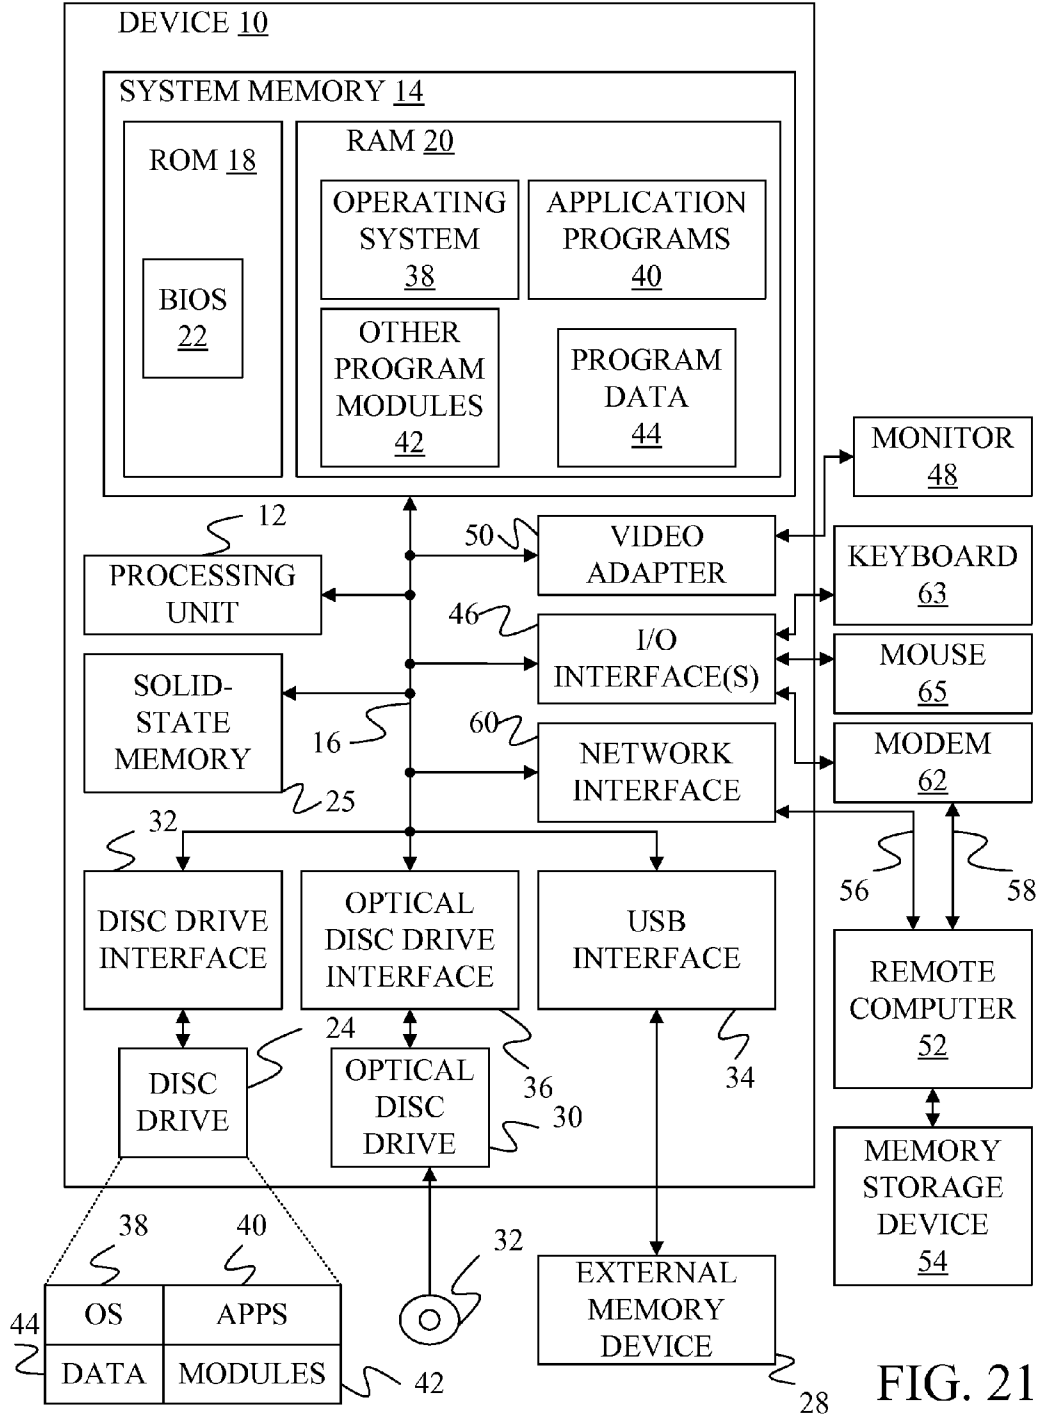 DEVICE 10
SYSTEM MEMORY 14
ROM 18
BIOS
22
RAM 20
OPERATING
SYSTEM
38
APPLICATION
PROGRAMS
40
OTHER
PROGRAM
MODULES
42
PROGRAM
DATA
44
MONITOR
48
12
PROCESSING
UNIT
50
VIDEO
ADAPTER
KEYBOARD
63
46
I/O
INTERFACE(S)
MOUSE
65
SOLID-
STATE
MEMORY
25
16
60
NETWORK
INTERFACE
MODEM
62
56
58
32
DISC DRIVE
INTERFACE
OPTICAL
DISC DRIVE
INTERFACE
36
USB
INTERFACE
34
REMOTE
COMPUTER
52
24
DISC
DRIVE
OPTICAL
DISC
DRIVE
30
MEMORY
STORAGE
DEVICE
54
38
40
OS
APPS
44
DATA
MODULES
42
32
EXTERNAL
MEMORY
DEVICE
28
FIG. 21